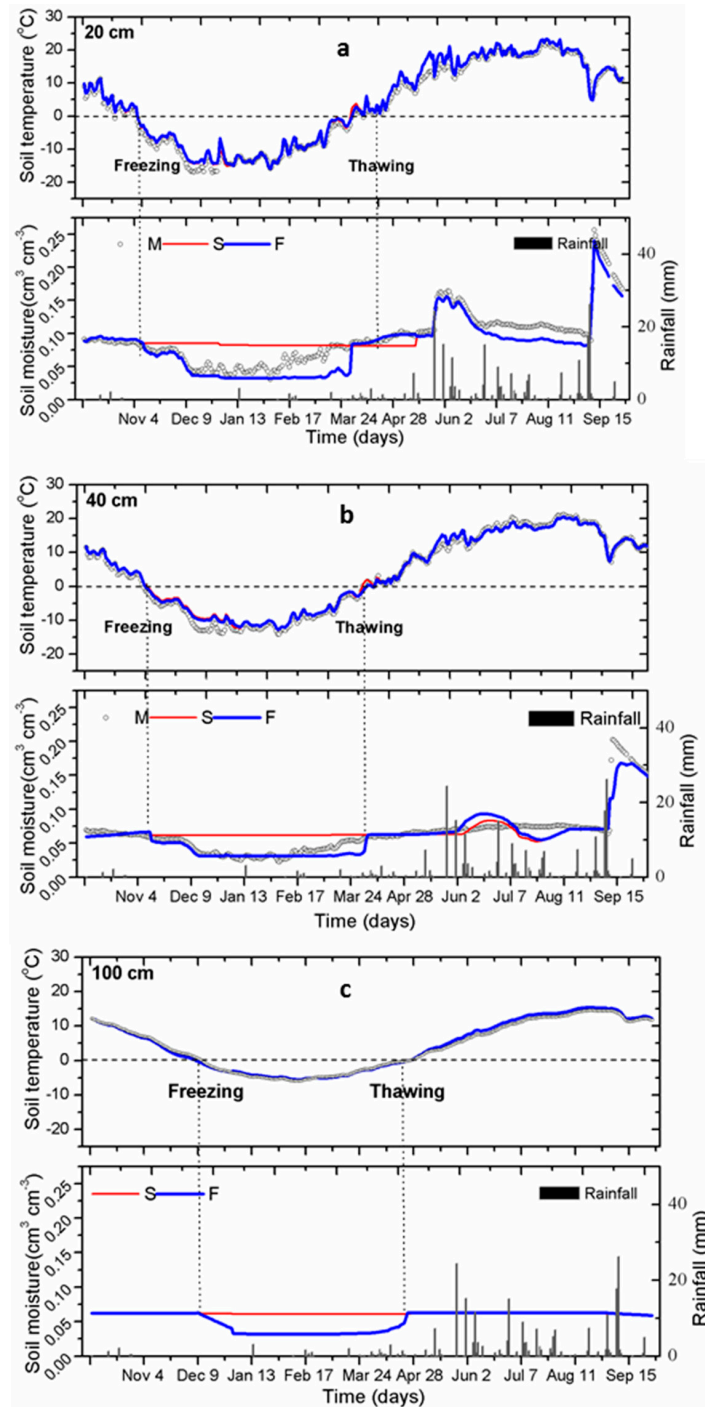 20 cm
a
Soil temperature (°C)
30
20
10
0
-10
-20
Freezing
Thawing
M S F
Rainfall
Soil moisture(cm³ cm⁻³)
0.25
0.20
0.15
0.10
0.05
0.00
Rainfall (mm)
40
20
0
Nov 4 Dec 9 Jan 13 Feb 17 Mar 24 Apr 28 Jun 2 Jul 7 Aug 11 Sep 15
Time (days)
40 cm
b
Soil temperature (°C)
30
20
10
0
-10
-20
Freezing
Thawing
M S F
Rainfall
Soil moisture(cm³ cm⁻³)
0.25
0.20
0.15
0.10
0.05
0.00
Rainfall (mm)
40
20
0
Nov 4 Dec 9 Jan 13 Feb 17 Mar 24 Apr 28 Jun 2 Jul 7 Aug 11 Sep 15
Time (days)
100 cm
c
Soil temperature (°C)
30
20
10
0
-10
-20
Freezing
Thawing
S F
Rainfall
Soil moisture(cm³ cm⁻³)
0.25
0.20
0.15
0.10
0.05
0.00
Rainfall (mm)
40
20
0
Nov 4 Dec 9 Jan 13 Feb 17 Mar 24 Apr 28 Jun 2 Jul 7 Aug 11 Sep 15
Time (days)